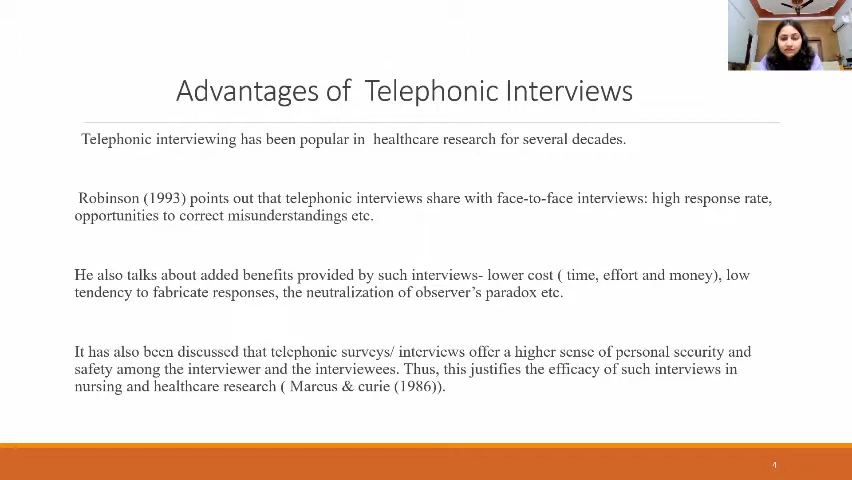 Advantages of Telephonic Interviews
Telephonic interviewing has been popular in healthcare research for several decades.
Robinson (1993) points out that telephonic interviews share with face-to-face interviews: high response rate,
opportunities to correct misunderstandings etc.
He also talks about added benefits provided by such interviews- lower cost ( time, effort and money), low
tendency to fabricate responses, the neutralization of observer's paradox etc.
It has also been discussed that telephonic surveys/ interviews offer a higher sense of personal security and
safety among the interviewer and the interviewees. Thus, this justifies the efficacy of such interviews in
nursing and healthcare research ( Marcus & curie (1986)).
4